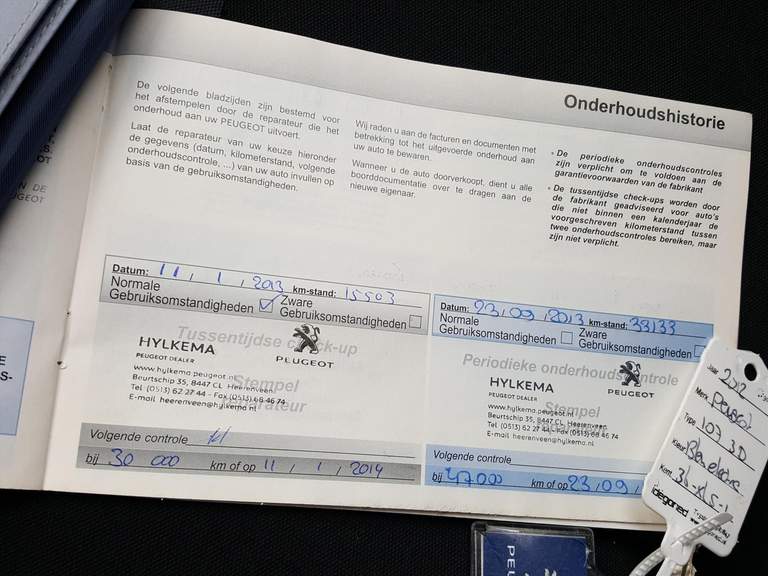 Onderhoudshistorie
De volgende bladzijden zijn bestemd voor
het afstempelen door de reparateur die het
onderhoud aan uw PEUGEOT uitvoert.
Laat de reparateur van uw keuze hieronder
de gegevens (datum, kilometerstand, volgende
onderhoudscontrole, ...) van uw auto invullen op
basis van de gebruiksomstandigheden.
Wij raden u aan de facturen en documenten met
betrekking tot het uitgevoerde onderhoud aan
uw auto te bewaren.
Wanneer u de auto doorverkoopt, dient u alle
boorddocumentatie over te dragen aan de
nieuwe eigenaar.
- De periodieke onderhoudscontroles
zijn verplicht om te voldoen aan de
garantievoorwaarden van de fabrikant
- De tussentijdse check-ups worden door
de fabrikant geadviseerd voor auto's
die niet binnen een kalenderjaar de
voorgeschreven kilometerstand tussen
twee onderhoudscontroles bereiken, maar
zijn niet verplicht.
Datum: 11 / 1 / 2013 km-stand: 15503
Normale
Gebruiksomstandigheden
Zware
Gebruiksomstandigheden
Tussentijdse check-up
HYLKEMA
PEUGEOT DEALER
PEUGEOT
www.hylkema.peugeot.nl
Beurtschip 35, 8447 CL Heerenveen
Tel (0513) 62 27 44 - Fax (0513) 68 46 74
E-mail heerenveen@hylkema.nl
Stempel
reparateur
Volgende controle
bij 30 000 km of op 11 / 1 / 2014
Datum: 23/09/2013 km-stand: 33133
Normale
Gebruiksomstandigheden
Zware
Gebruiksomstandigheden
Periodieke onderhoudscontrole
HYLKEMA
PEUGEOT DEALER
PEUGEOT
www.hylkema.peugeot.nl
Beurtschip 35, 8447 CL Heerenveen
Tel (0513) 62 27 44 - Fax (0513) 68 46 74
E-mail heerenveen@hylkema.nl
Stempel
Volgende controle
bij 47000 km of op 23/09/
Jaar 2012
Merk Peugeot
Type 107 3D
Kleur
Kent.
PEU